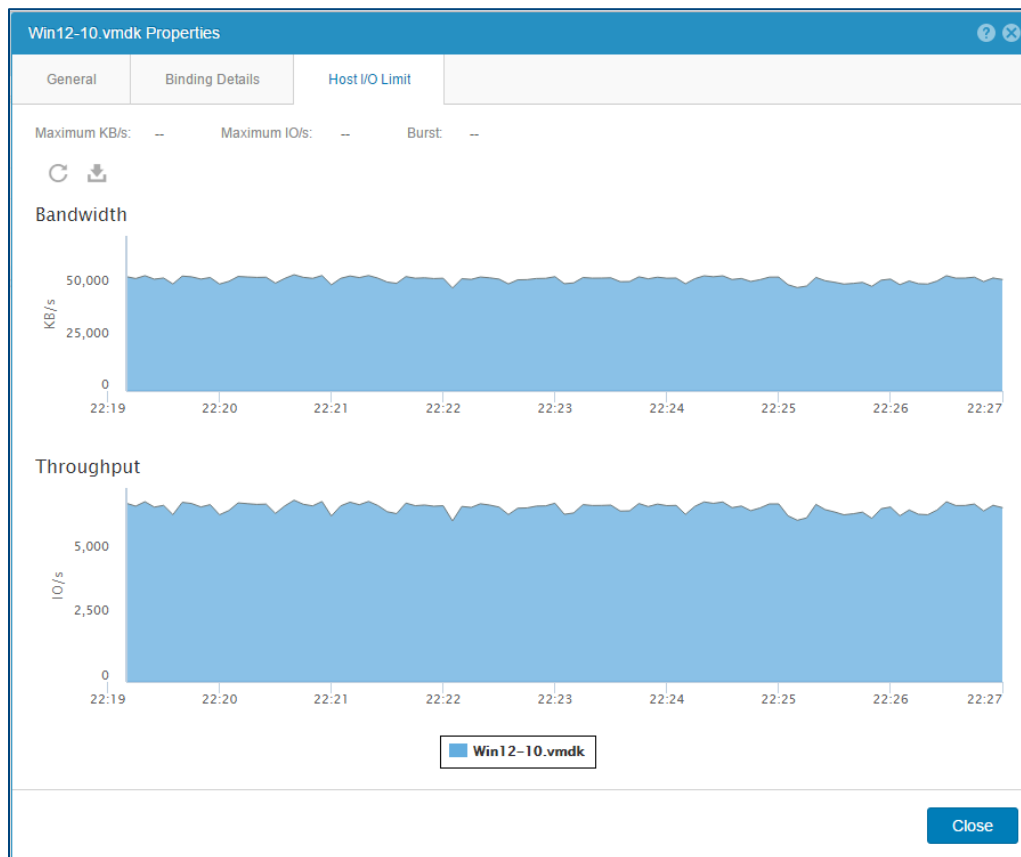 Win12-10.vmdk Properties
General Binding Details Host I/O Limit
Maximum KB/s: -- Maximum IO/s: -- Burst: --
Bandwidth
50,000
KB/s
25,000
0
22:19 22:20 22:21 22:22 22:23 22:24 22:25 22:26 22:27
Throughput
5,000
IO/s
2,500
0
22:19 22:20 22:21 22:22 22:23 22:24 22:25 22:26 22:27
Win12-10.vmdk
Close